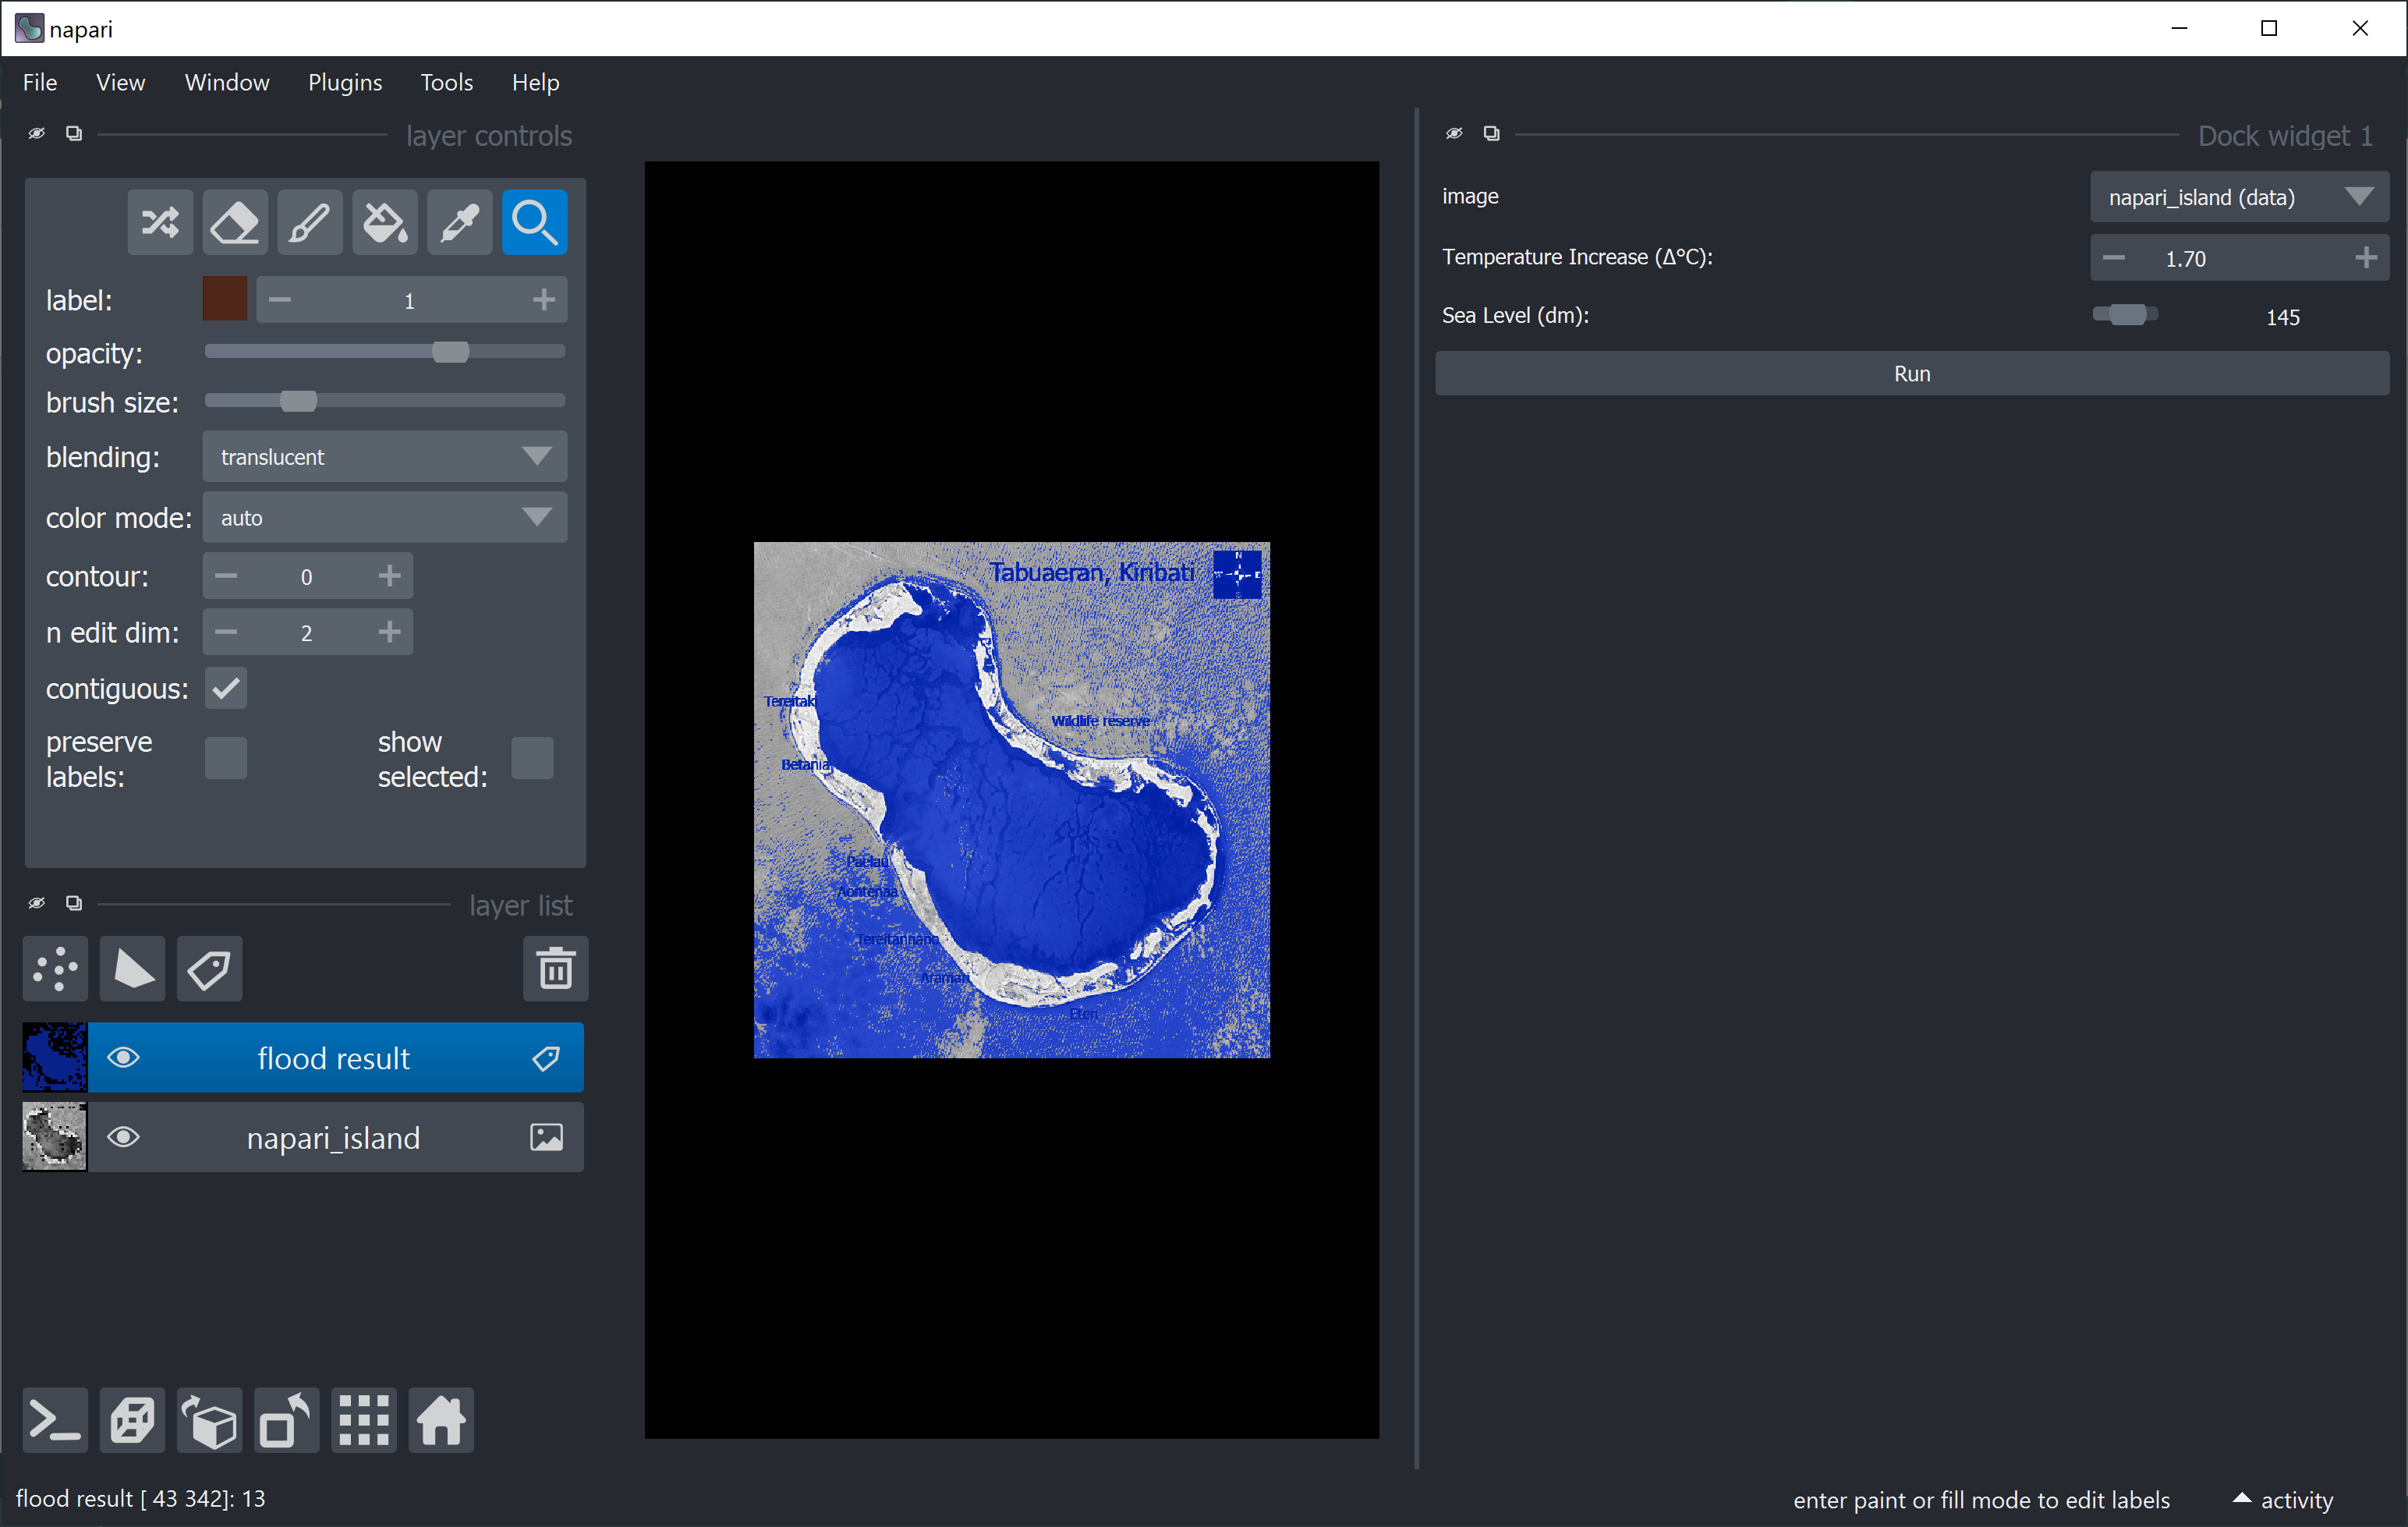 napari
File View Window Plugins Tools Help
layer controls
label: 1
opacity:
brush size:
blending: translucent
color mode: auto
contour: 0
n edit dim: 2
contiguous:
preserve labels:
show selected:
layer list
flood result
napari_island
Tabuaeran, Kiribati
N
E
Tereitaki
Wildlife reserve
Betania
Paelau
Aontenaa
Tereitannano
Aramari
Eten
Dock widget 1
image napari_island (data)
Temperature Increase (Δ°C): 1.70
Sea Level (dm): 145
Run
flood result [ 43 342]: 13
enter paint or fill mode to edit labels
activity